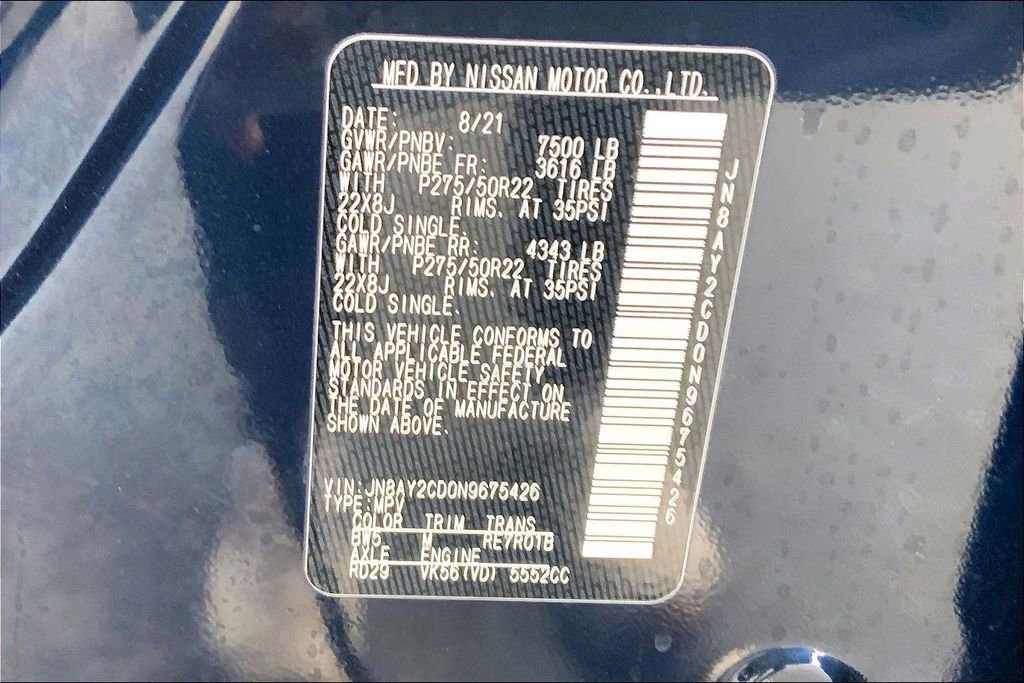 MFD BY NISSAN MOTOR CO.,LTD.
DATE: 8/21
GVWR/PNBV: 7500 LB
GAWR/PNBE FR: 3616 LB
WITH P275/50R22 TIRES
22X8J RIMS. AT 35PSI
COLD SINGLE.
GAWR/PNBE RR: 4343 LB
WITH P275/50R22 TIRES
22X8J RIMS. AT 35PSI
COLD SINGLE.
THIS VEHICLE CONFORMS TO
ALL APPLICABLE FEDERAL
MOTOR VEHICLE SAFETY
STANDARDS IN EFFECT ON
THE DATE OF MANUFACTURE
SHOWN ABOVE.
VIN:JN8AY2CD0N9675426
TYPE:MPV
COLOR TRIM TRANS
BW5 M RE7R01B
AXLE ENGINE
RD29 VK56(VD) 5552CC
JN8AY2CD0N9675426